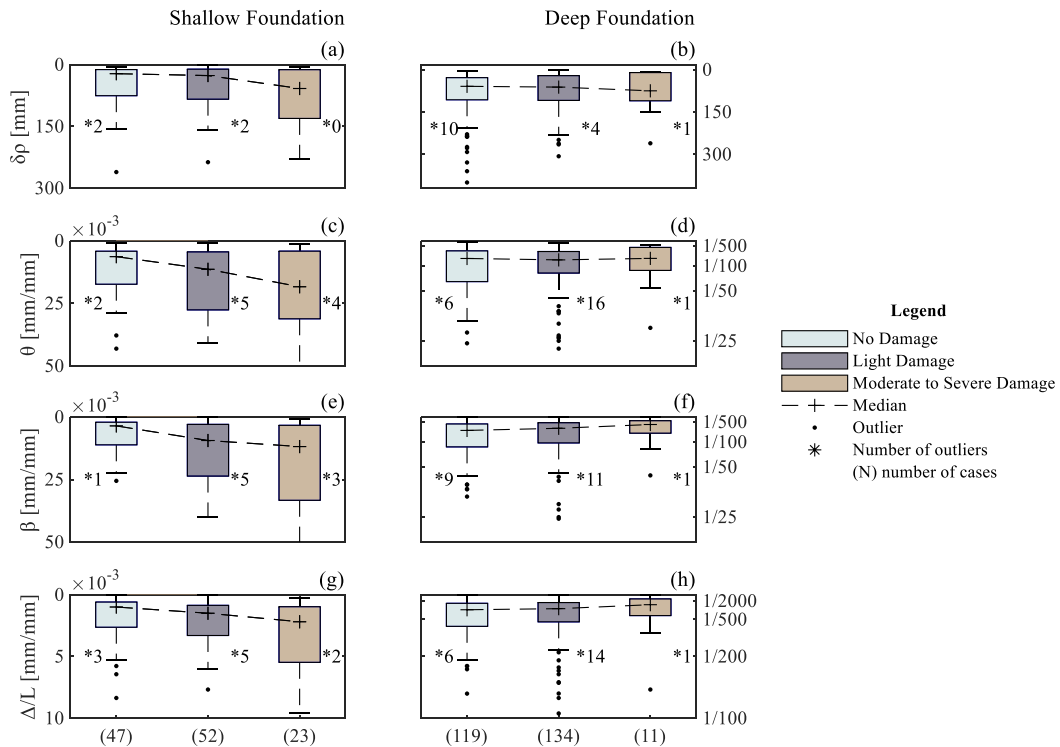 Shallow Foundation
Deep Foundation
(a)
(b)
0
150
300
δρ [mm]
*2
*2
*0
*10
*4
*1
0
150
300
×10⁻³
(c)
(d)
0
25
50
θ [mm/mm]
*2
*5
*4
*6
*16
*1
1/500
1/100
1/50
1/25
×10⁻³
(e)
(f)
0
25
50
β [mm/mm]
*1
*5
*3
*9
*11
*1
1/500
1/100
1/50
1/25
×10⁻³
(g)
(h)
0
5
10
Δ/L [mm/mm]
*3
*5
*2
*6
*14
*1
1/2000
1/500
1/200
1/100
(47)
(52)
(23)
(119)
(134)
(11)
Legend
No Damage
Light Damage
Moderate to Severe Damage
Median
Outlier
Number of outliers
(N) number of cases